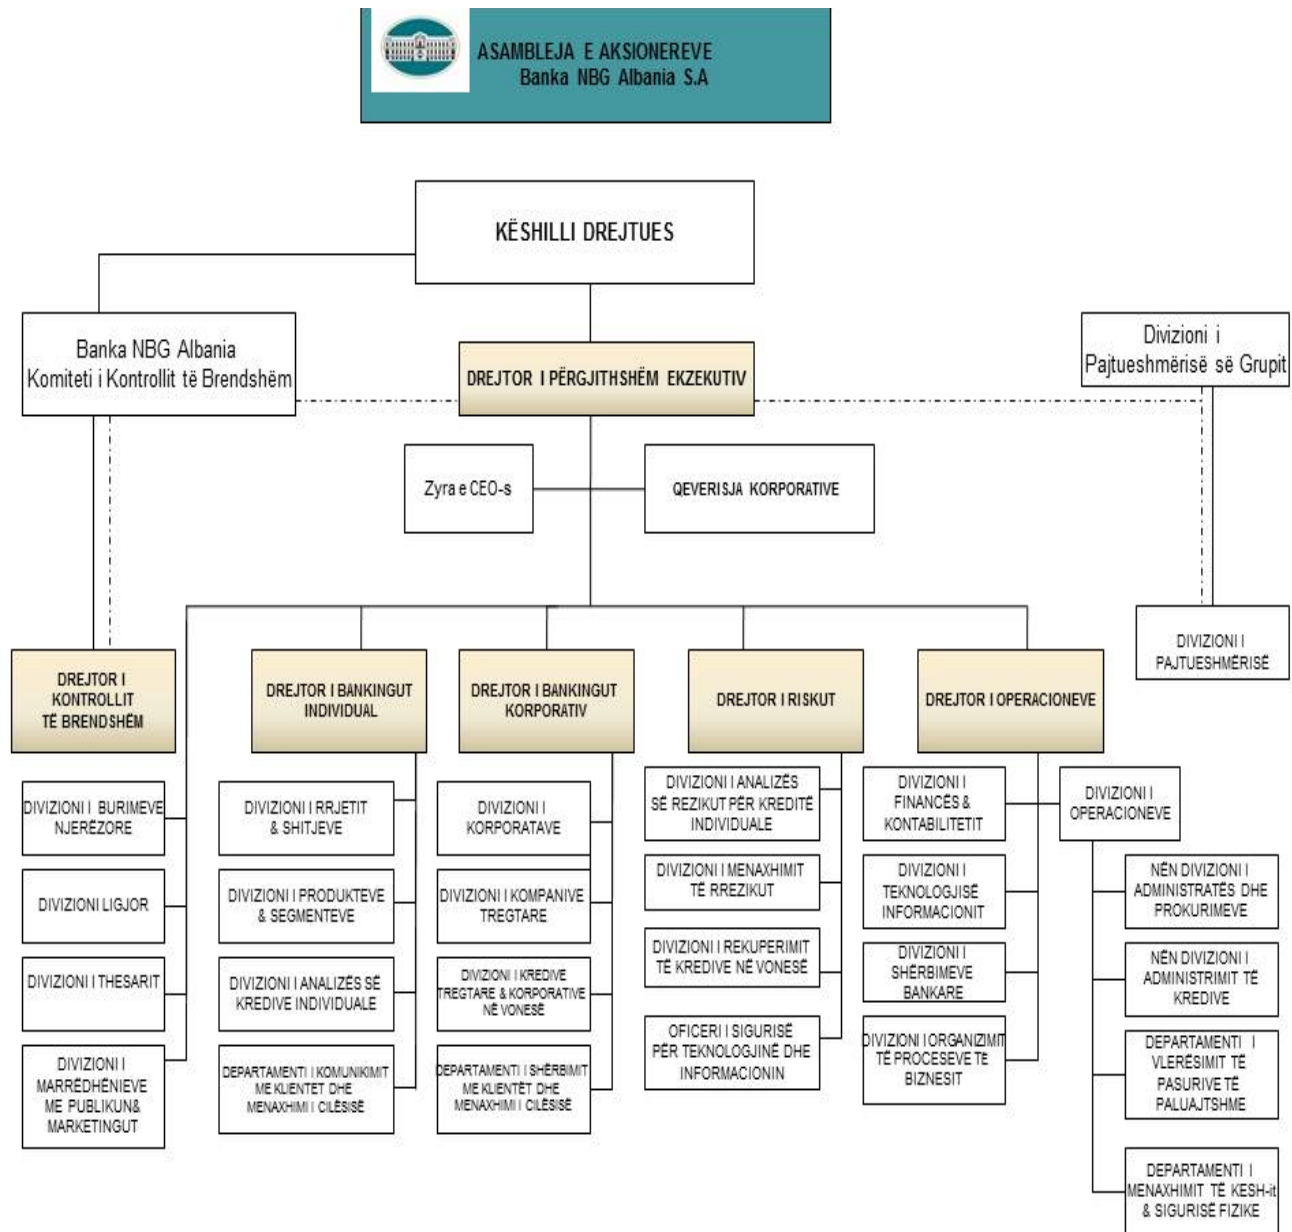 ASAMBLEJA E AKSIONEREVE
Banka NBG Albania S.A
KËSHILLI DREJTUES
Banka NBG Albania
Komiteti i Kontrollit të Brendshëm
DREJTOR I PËRGJITHSHËM EKZEKUTIV
Divizioni i
Pajtueshmërisë së Grupit
Zyra e CEO-s
QEVERISJA KORPORATIVE
DIVIZIONI I
PAJTUESHMËRISË
DREJTOR I
KONTROLLIT
TË BRENDSHËM
DREJTOR I BANKINGUT
INDIVIDUAL
DREJTOR I BANKINGUT
KORPORATIV
DREJTOR I RISKUT
DREJTOR I OPERACIONEVE
DIVIZIONI I BURIMEVE
NJERËZORE
DIVIZIONI LIGJOR
DIVIZIONI I THESARIT
DIVIZIONI I
MARRËDHËNIEVE
ME PUBLIKUN&
MARKETINGUT
DIVIZIONI I RRJETIT
& SHITJEVE
DIVIZIONI I PRODUKTEVE
& SEGMENTEVE
DIVIZIONI I ANALIZËS SË
KREDIVE INDIVIDUALE
DEPARTAMENTI I KOMUNIKIMIT
ME KLIENTET DHE
MENAXHIMI I CILËSISË
DIVIZIONI I
KORPORATAVE
DIVIZIONI I KOMPANIVE
TREGTARE
DIVIZIONI I KREDIVE
TREGTARE & KORPORATIVE
NË VONESË
DEPARTAMENTI I SHËRBIMIT
ME KLIENTËT DHE
MENAXHIMI I CILËSISË
DIVIZIONI I ANALIZËS
SË REZIKUT PËR KREDITË
INDIVIDUALE
DIVIZIONI I MENAXHIMIT
TË RREZIKUT
DIVIZIONI I REKUPERIMIT
TË KREDIVE NË VONESË
OFICERI I SIGURISË
PËR TEKNOLOGJINË DHE
INFORMACIONIN
DIVIZIONI I
FINANCËS &
KONTABILITETIT
DIVIZIONI I
TEKNOLOGJISË
INFORMACIONIT
DIVIZIONI I
SHËRBIMEVE
BANKARE
DIVIZIONI I ORGANIZIMIT
TË PROCESEVE TË
BIZNESIT
DIVIZIONI I
OPERACIONEVE
NËN DIVIZIONI I
ADMINISTRATËS DHE
PROKURIMEVE
NËN DIVIZIONI I
ADMINISTRIMIT TË
KREDIVE
DEPARTAMENTI I
VLERËSIMIT TË
PASURIVE TË
PALUAJTSHME
DEPARTAMENTI I
MENAXHIMIT TË KESH-it
& SIGURISË FIZIKE